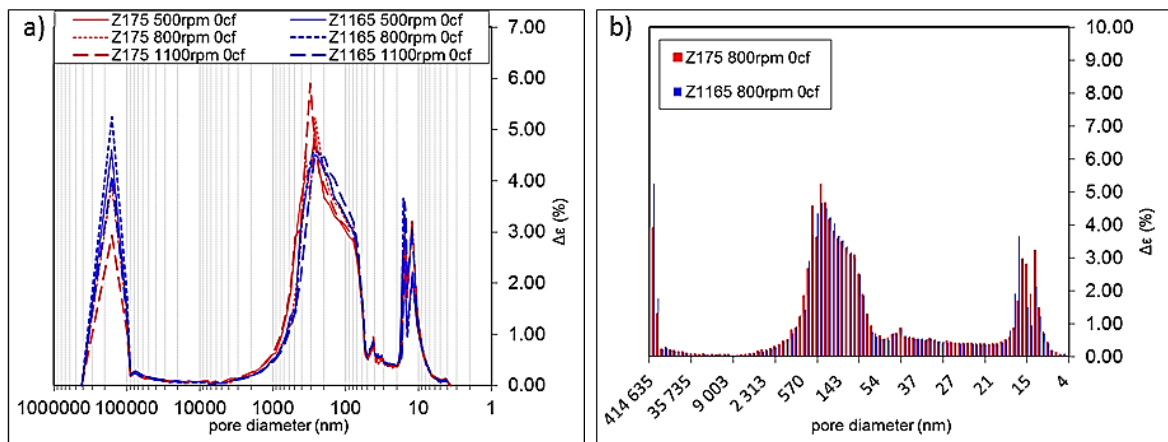 a)
Z175 500rpm 0cf
Z1165 500rpm 0cf
Z175 800rpm 0cf
Z1165 800rpm 0cf
Z175 1100rpm 0cf
Z1165 1100rpm 0cf
7.00
6.00
5.00
4.00
3.00
2.00
1.00
0.00
Δε (%)
1000000 100000 10000 1000 100 10 1
pore diameter (nm)
b)
Z175 800rpm 0cf
Z1165 800rpm 0cf
10.00
9.00
8.00
7.00
6.00
5.00
4.00
3.00
2.00
1.00
0.00
Δε (%)
414 635 35 735 9 003 2 313 570 143 54 37 27 21 15 4
pore diameter (nm)